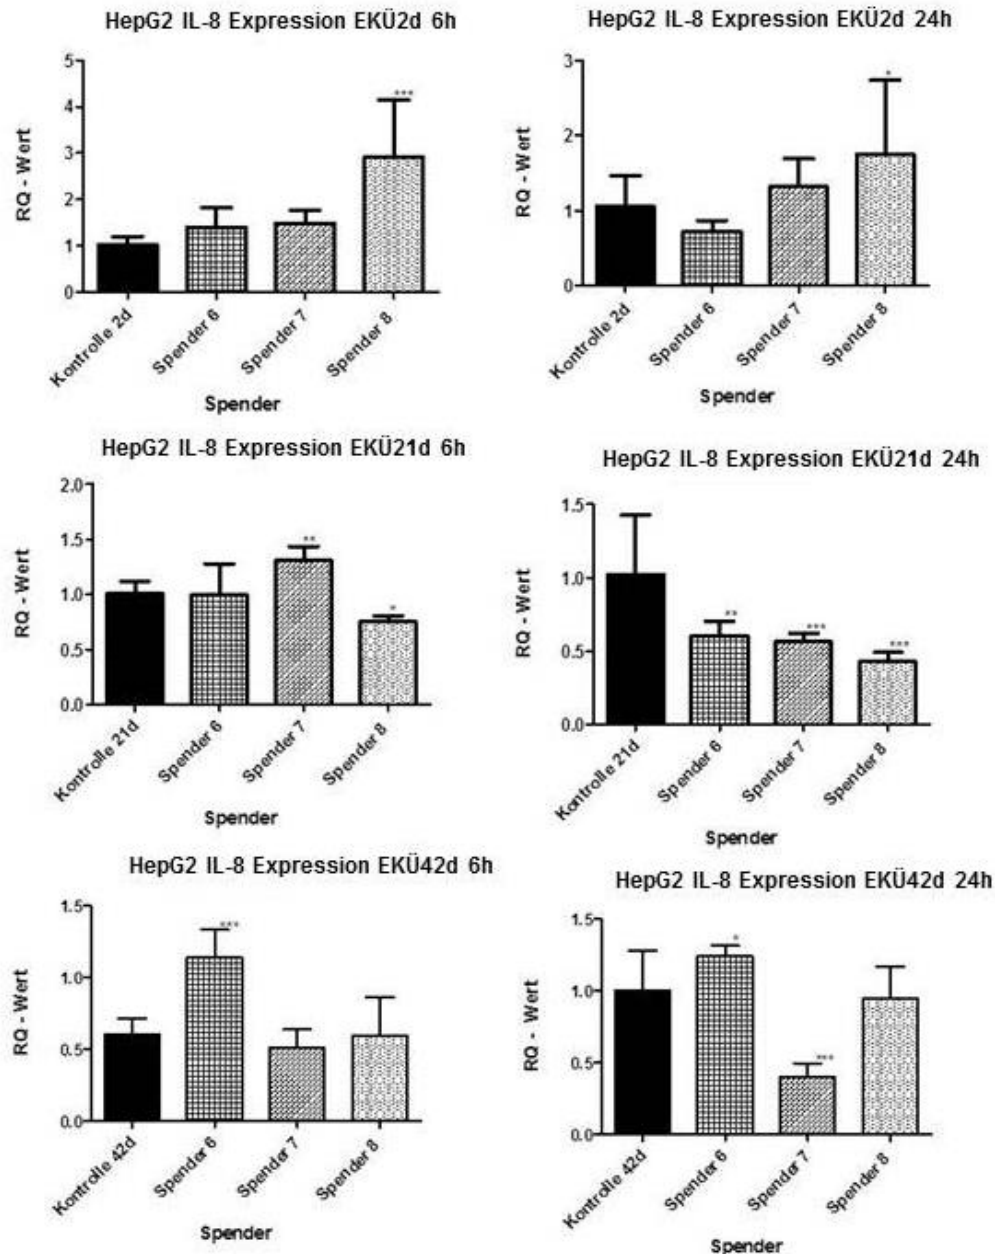 HepG2 IL-8 Expression EKÜ2d 6h
RQ - Wert
5
4
3
2
1
0
***
Kontrolle 2d
Spender 6
Spender 7
Spender 8
Spender
HepG2 IL-8 Expression EKÜ2d 24h
RQ - Wert
3
2
1
0
*
Kontrolle 2d
Spender 6
Spender 7
Spender 8
Spender
HepG2 IL-8 Expression EKÜ21d 6h
RQ - Wert
2.0
1.5
1.0
0.5
0.0
**
*
Kontrolle 21d
Spender 6
Spender 7
Spender 8
Spender
HepG2 IL-8 Expression EKÜ21d 24h
RQ - Wert
1.5
1.0
0.5
0.0
**
***
***
Kontrolle 21d
Spender 6
Spender 7
Spender 8
Spender
HepG2 IL-8 Expression EKÜ42d 6h
RQ - Wert
1.5
1.0
0.5
0.0
***
Kontrolle 42d
Spender 6
Spender 7
Spender 8
Spender
HepG2 IL-8 Expression EKÜ42d 24h
RQ - Wert
1.5
1.0
0.5
0.0
*
***
Kontrolle 42d
Spender 6
Spender 7
Spender 8
Spender